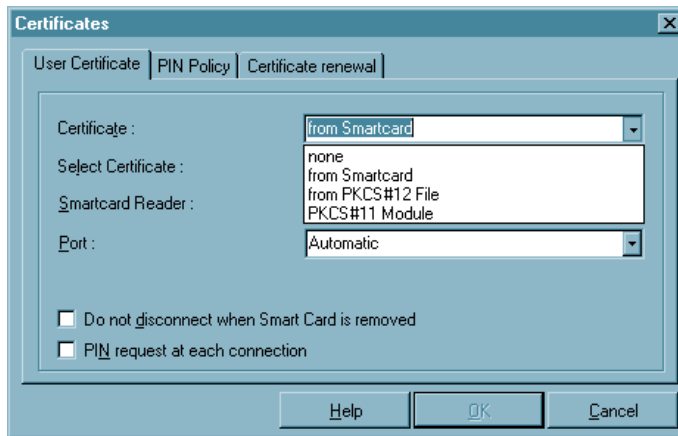 Certificates
User Certificate PIN Policy Certificate renewal
Certificate : from Smartcard
none
Select Certificate :
from Smartcard
from PKCS#12 File
Smartcard Reader :
PKCS#11 Module
Port : Automatic
Do not disconnect when Smart Card is removed
PIN request at each connection
Help OK Cancel